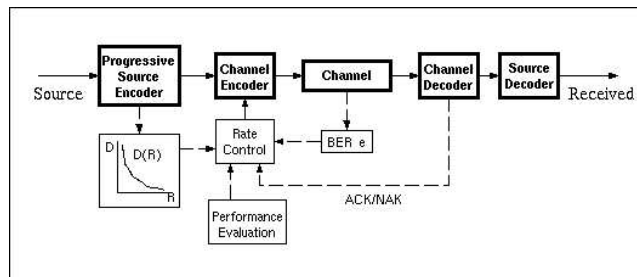 Progressive
Source
Encoder
Channel
Encoder
Channel
Channel
Decoder
Source
Decoder
Source
Received
D
D(R)
R
Rate
Control
BER e
ACK/NAK
Performance
Evaluation